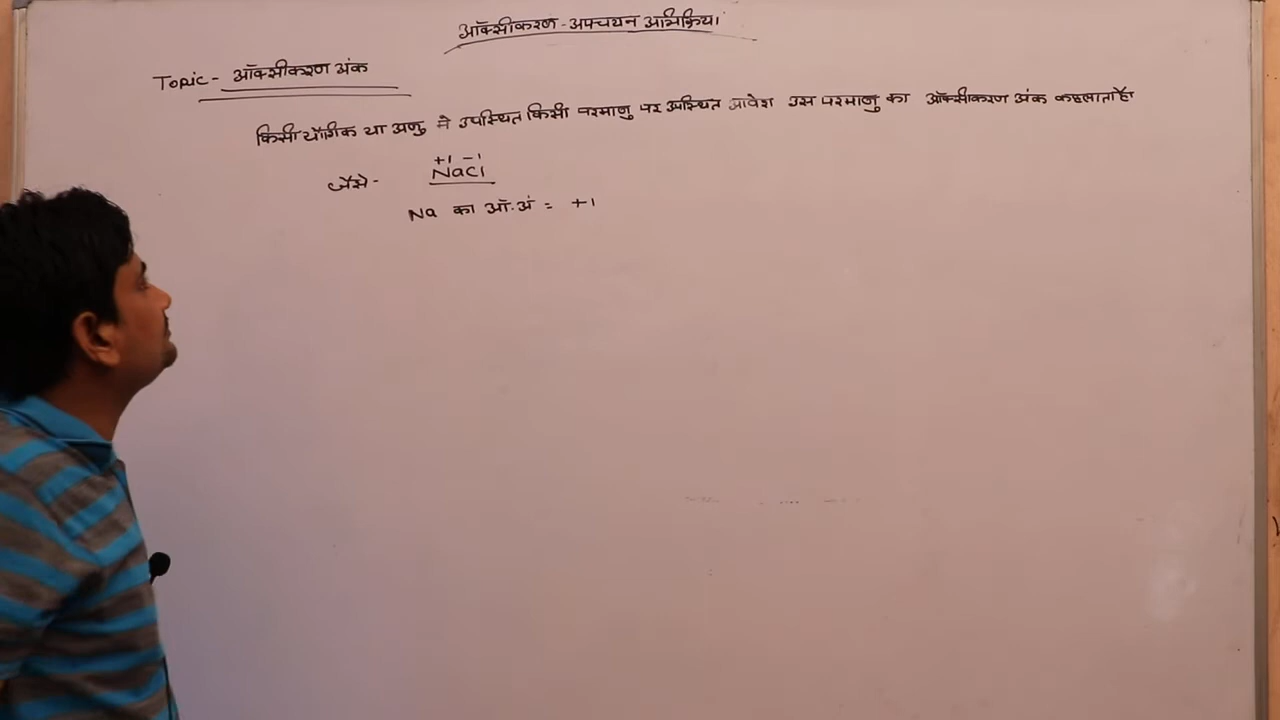 ऑक्सीकरण-अपचयन अभिक्रिया
Topic- ऑक्सीकरण अंक
किसी यौगिक या अणु मे उपस्थित किसी परमाणु पर उपस्थित आवेश उस परमाणु का ऑक्सीकरण अंक कहलाता है।
+1 -1
जैसे- NaCl
Na का ऑ.अं = +1